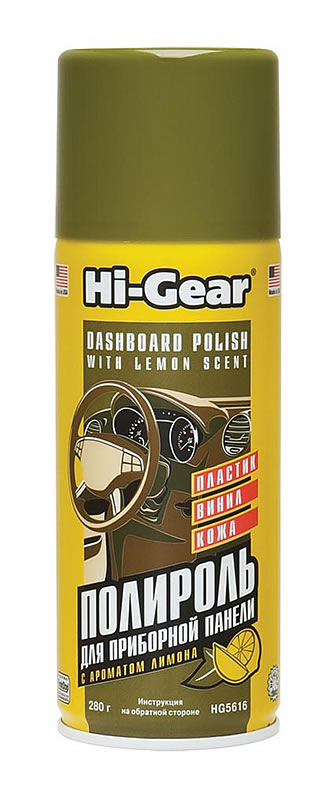 Hi-Gear®
DASHBOARD POLISH
WITH LEMON SCENT
ПЛАСТИК
ВИНИЛ
КОЖА
ПОЛИРОЛЬ
ДЛЯ ПРИБОРНОЙ ПАНЕЛИ
С АРОМАТОМ ЛИМОНА
280 г
Инструкция
на обратной стороне
HG5616